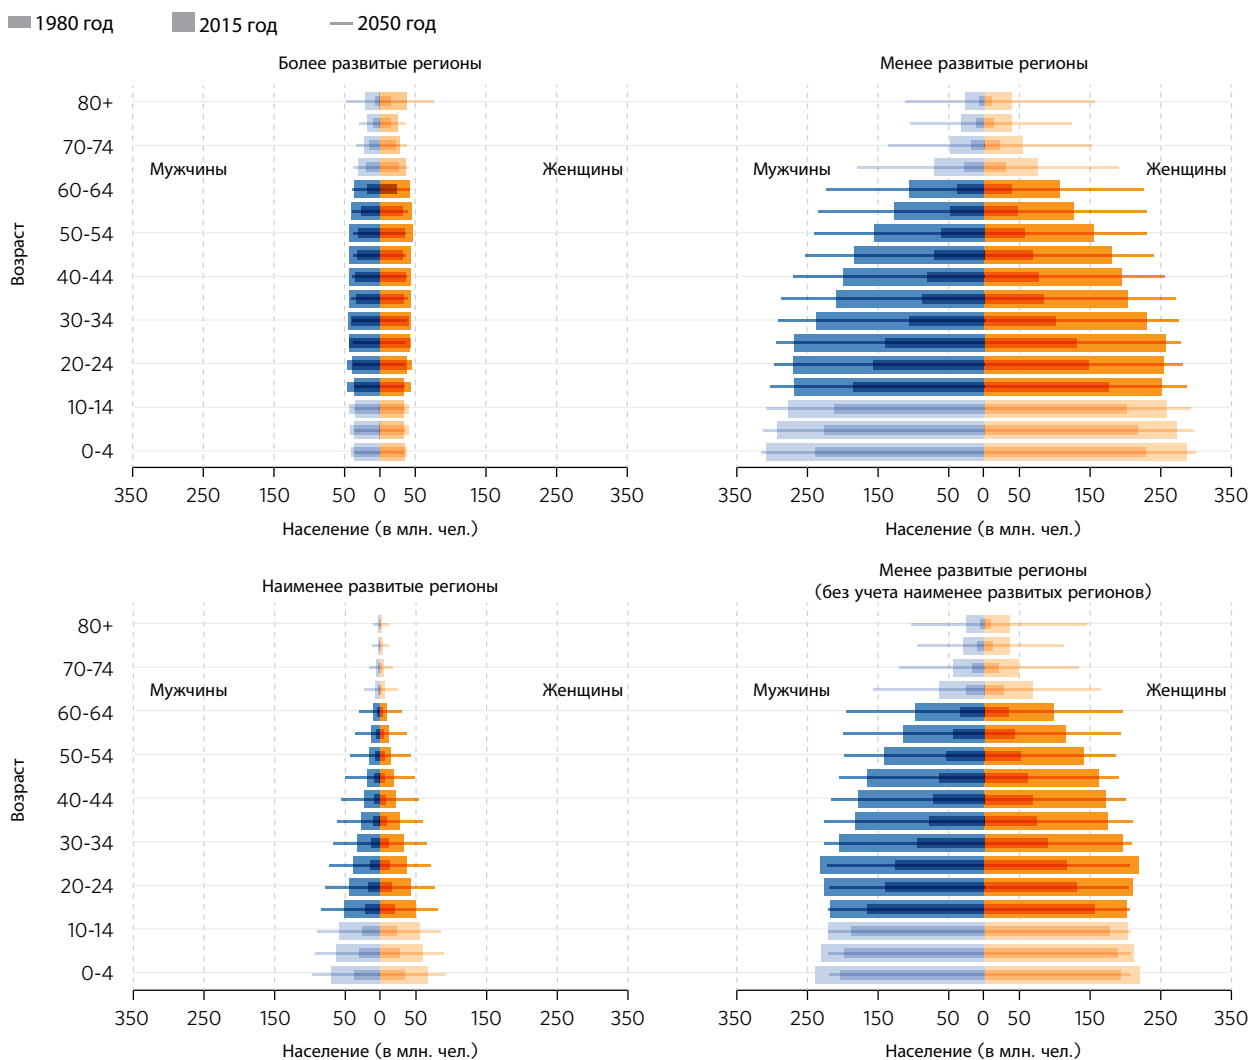 1980 год 2015 год 2050 год
Более развитые регионы
80+
70-74
Мужчины Женщины
60-64
50-54
40-44
30-34
20-24
10-14
0-4
Возраст
350 250 150 50 0 50 150 250 350
Население (в млн. чел.)
Менее развитые регионы
Мужчины Женщины
350 250 150 50 0 50 150 250 350
Население (в млн. чел.)
Наименее развитые регионы
80+
70-74
Мужчины Женщины
60-64
50-54
40-44
30-34
20-24
10-14
0-4
Возраст
350 250 150 50 0 50 150 250 350
Население (в млн. чел.)
Менее развитые регионы
(без учета наименее развитых регионов)
Мужчины Женщины
350 250 150 50 0 50 150 250 350
Население (в млн. чел.)